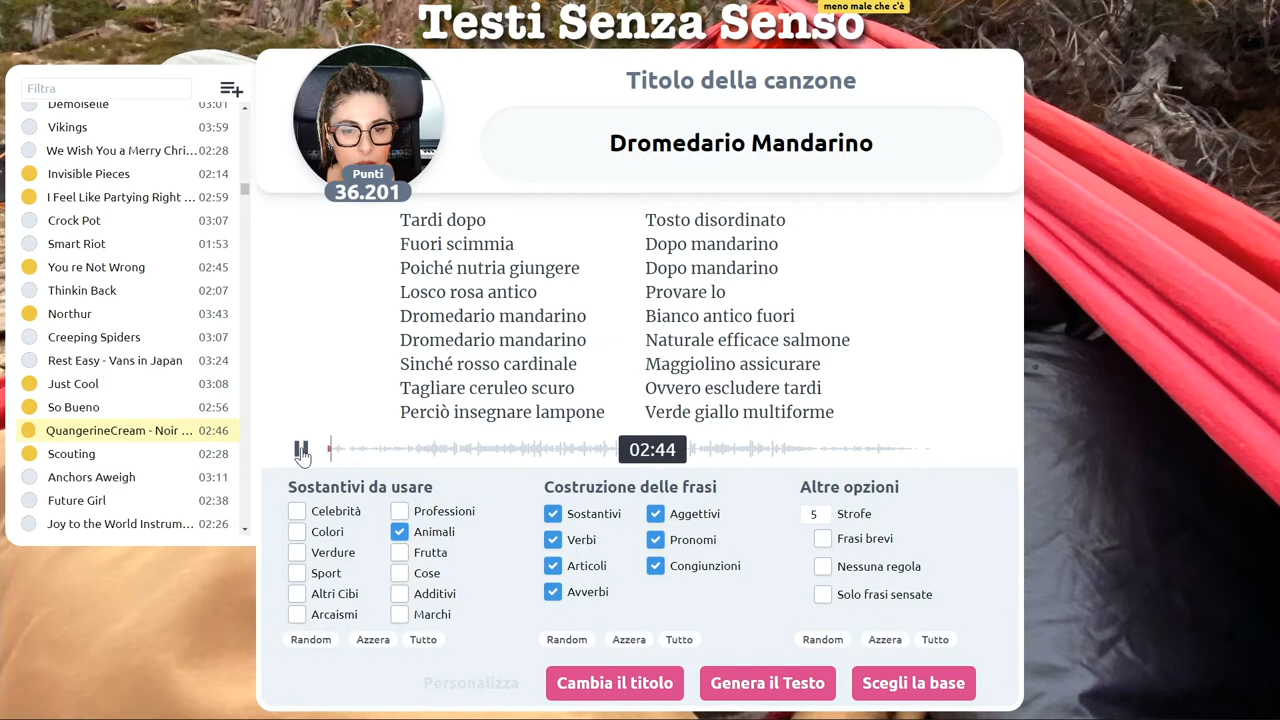 meno male che c'è
Testi Senza Senso
Filtra
Demoiselle 03:01
Vikings 03:59
We Wish You a Merry Chri... 02:28
Invisible Pieces 02:14
I Feel Like Partying Right ... 02:59
Crock Pot 03:07
Smart Riot 01:53
You re Not Wrong 02:45
Thinkin Back 02:07
Northur 03:43
Creeping Spiders 03:07
Rest Easy - Vans in Japan 03:24
Just Cool 03:08
So Bueno 02:56
QuangerineCream - Noir ... 02:46
Scouting 02:28
Anchors Aweigh 03:11
Future Girl 02:38
Joy to the World Instrum... 02:26
Punti
36.201
Titolo della canzone
Dromedario Mandarino
Tardi dopo
Fuori scimmia
Poiché nutria giungere
Losco rosa antico
Dromedario mandarino
Dromedario mandarino
Sinché rosso cardinale
Tagliare ceruleo scuro
Perciò insegnare lampone
Tosto disordinato
Dopo mandarino
Dopo mandarino
Provare lo
Bianco antico fuori
Naturale efficace salmone
Maggiolino assicurare
Ovvero escludere tardi
Verde giallo multiforme
02:44
Sostantivi da usare
Celebrità Professioni
Colori Animali
Verdure Frutta
Sport Cose
Altri Cibi Additivi
Arcaismi Marchi
Random Azzera Tutto
Costruzione delle frasi
Sostantivi Aggettivi
Verbi Pronomi
Articoli Congiunzioni
Avverbi
Random Azzera Tutto
Altre opzioni
5 Strofe
Frasi brevi
Nessuna regola
Solo frasi sensate
Random Azzera Tutto
Personalizza
Cambia il titolo
Genera il Testo
Scegli la base